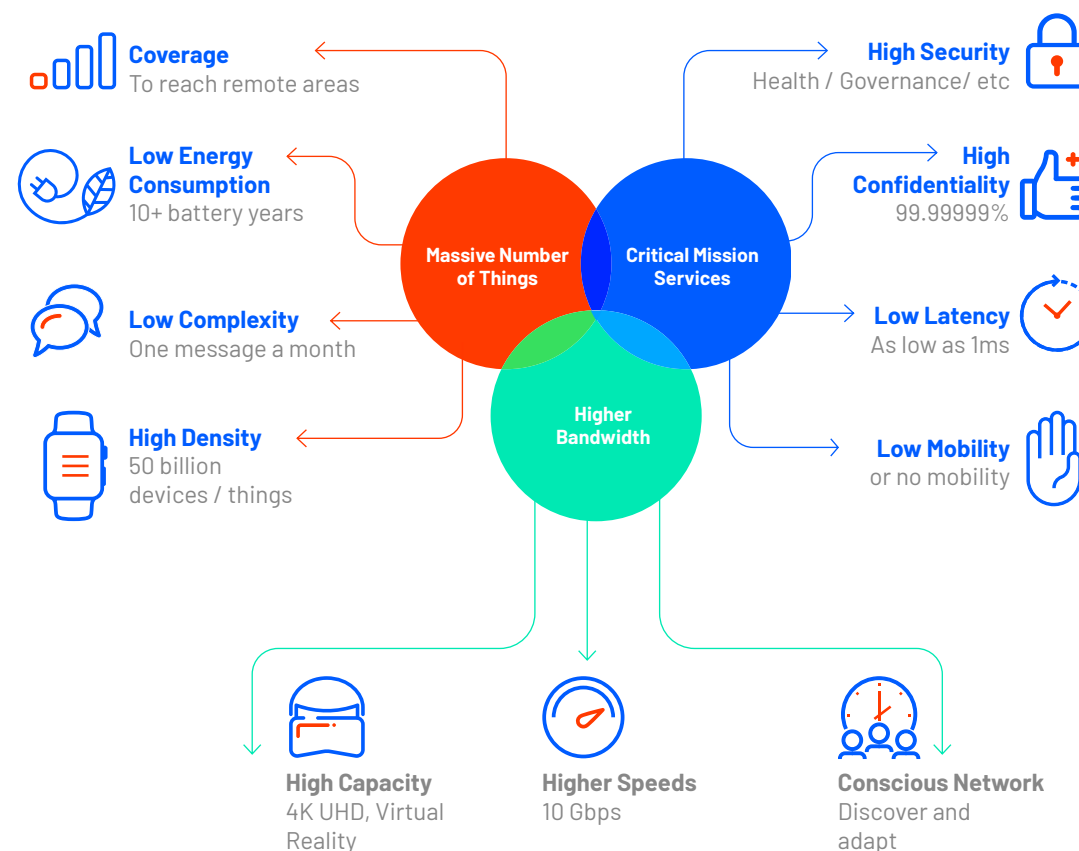 Coverage
To reach remote areas
Low Energy
Consumption
10+ battery years
Low Complexity
One message a month
High Density
50 billion
devices / things
Massive Number
of Things
Critical Mission
Services
Higher
Bandwidth
High Security
Health / Governance/ etc
High
Confidentiality
99.99999%
Low Latency
As low as 1ms
Low Mobility
or no mobility
High Capacity
4K UHD, Virtual
Reality
Higher Speeds
10 Gbps
Conscious Network
Discover and
adapt